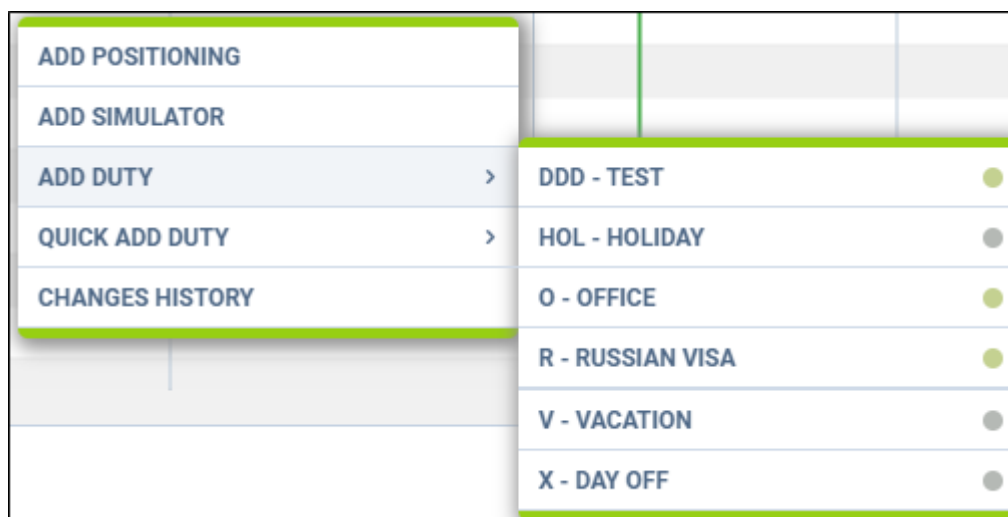 ADD POSITIONING
ADD SIMULATOR
ADD DUTY
QUICK ADD DUTY
CHANGES HISTORY
DDD - TEST
HOL - HOLIDAY
O - OFFICE
R - RUSSIAN VISA
V - VACATION
X - DAY OFF